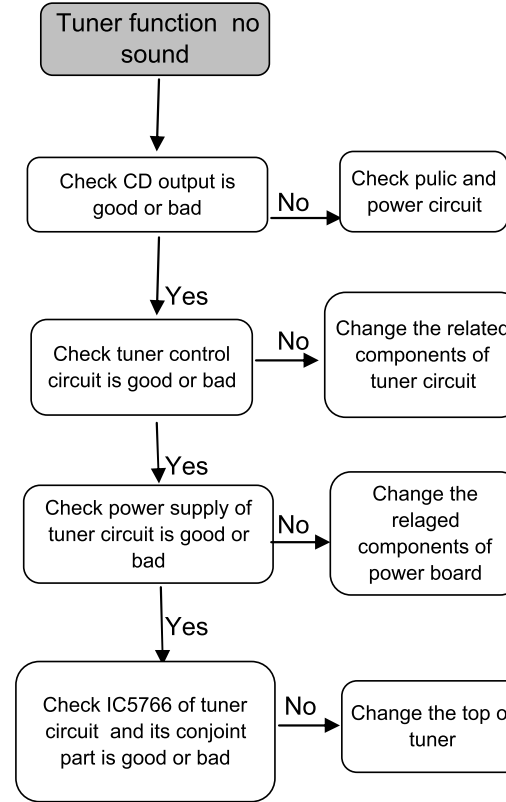 Tuner function no
sound
Check CD output is
good or bad
No
Check pulic and
power circuit
Yes
Check tuner control
circuit is good or bad
No
Change the related
components of
tuner circuit
Yes
Check power supply of
tuner circuit is good or
bad
No
Change the
relaged
components of
power board
Yes
Check IC5766 of tuner
circuit and its conjoint
part is good or bad
No
Change the top o
tuner